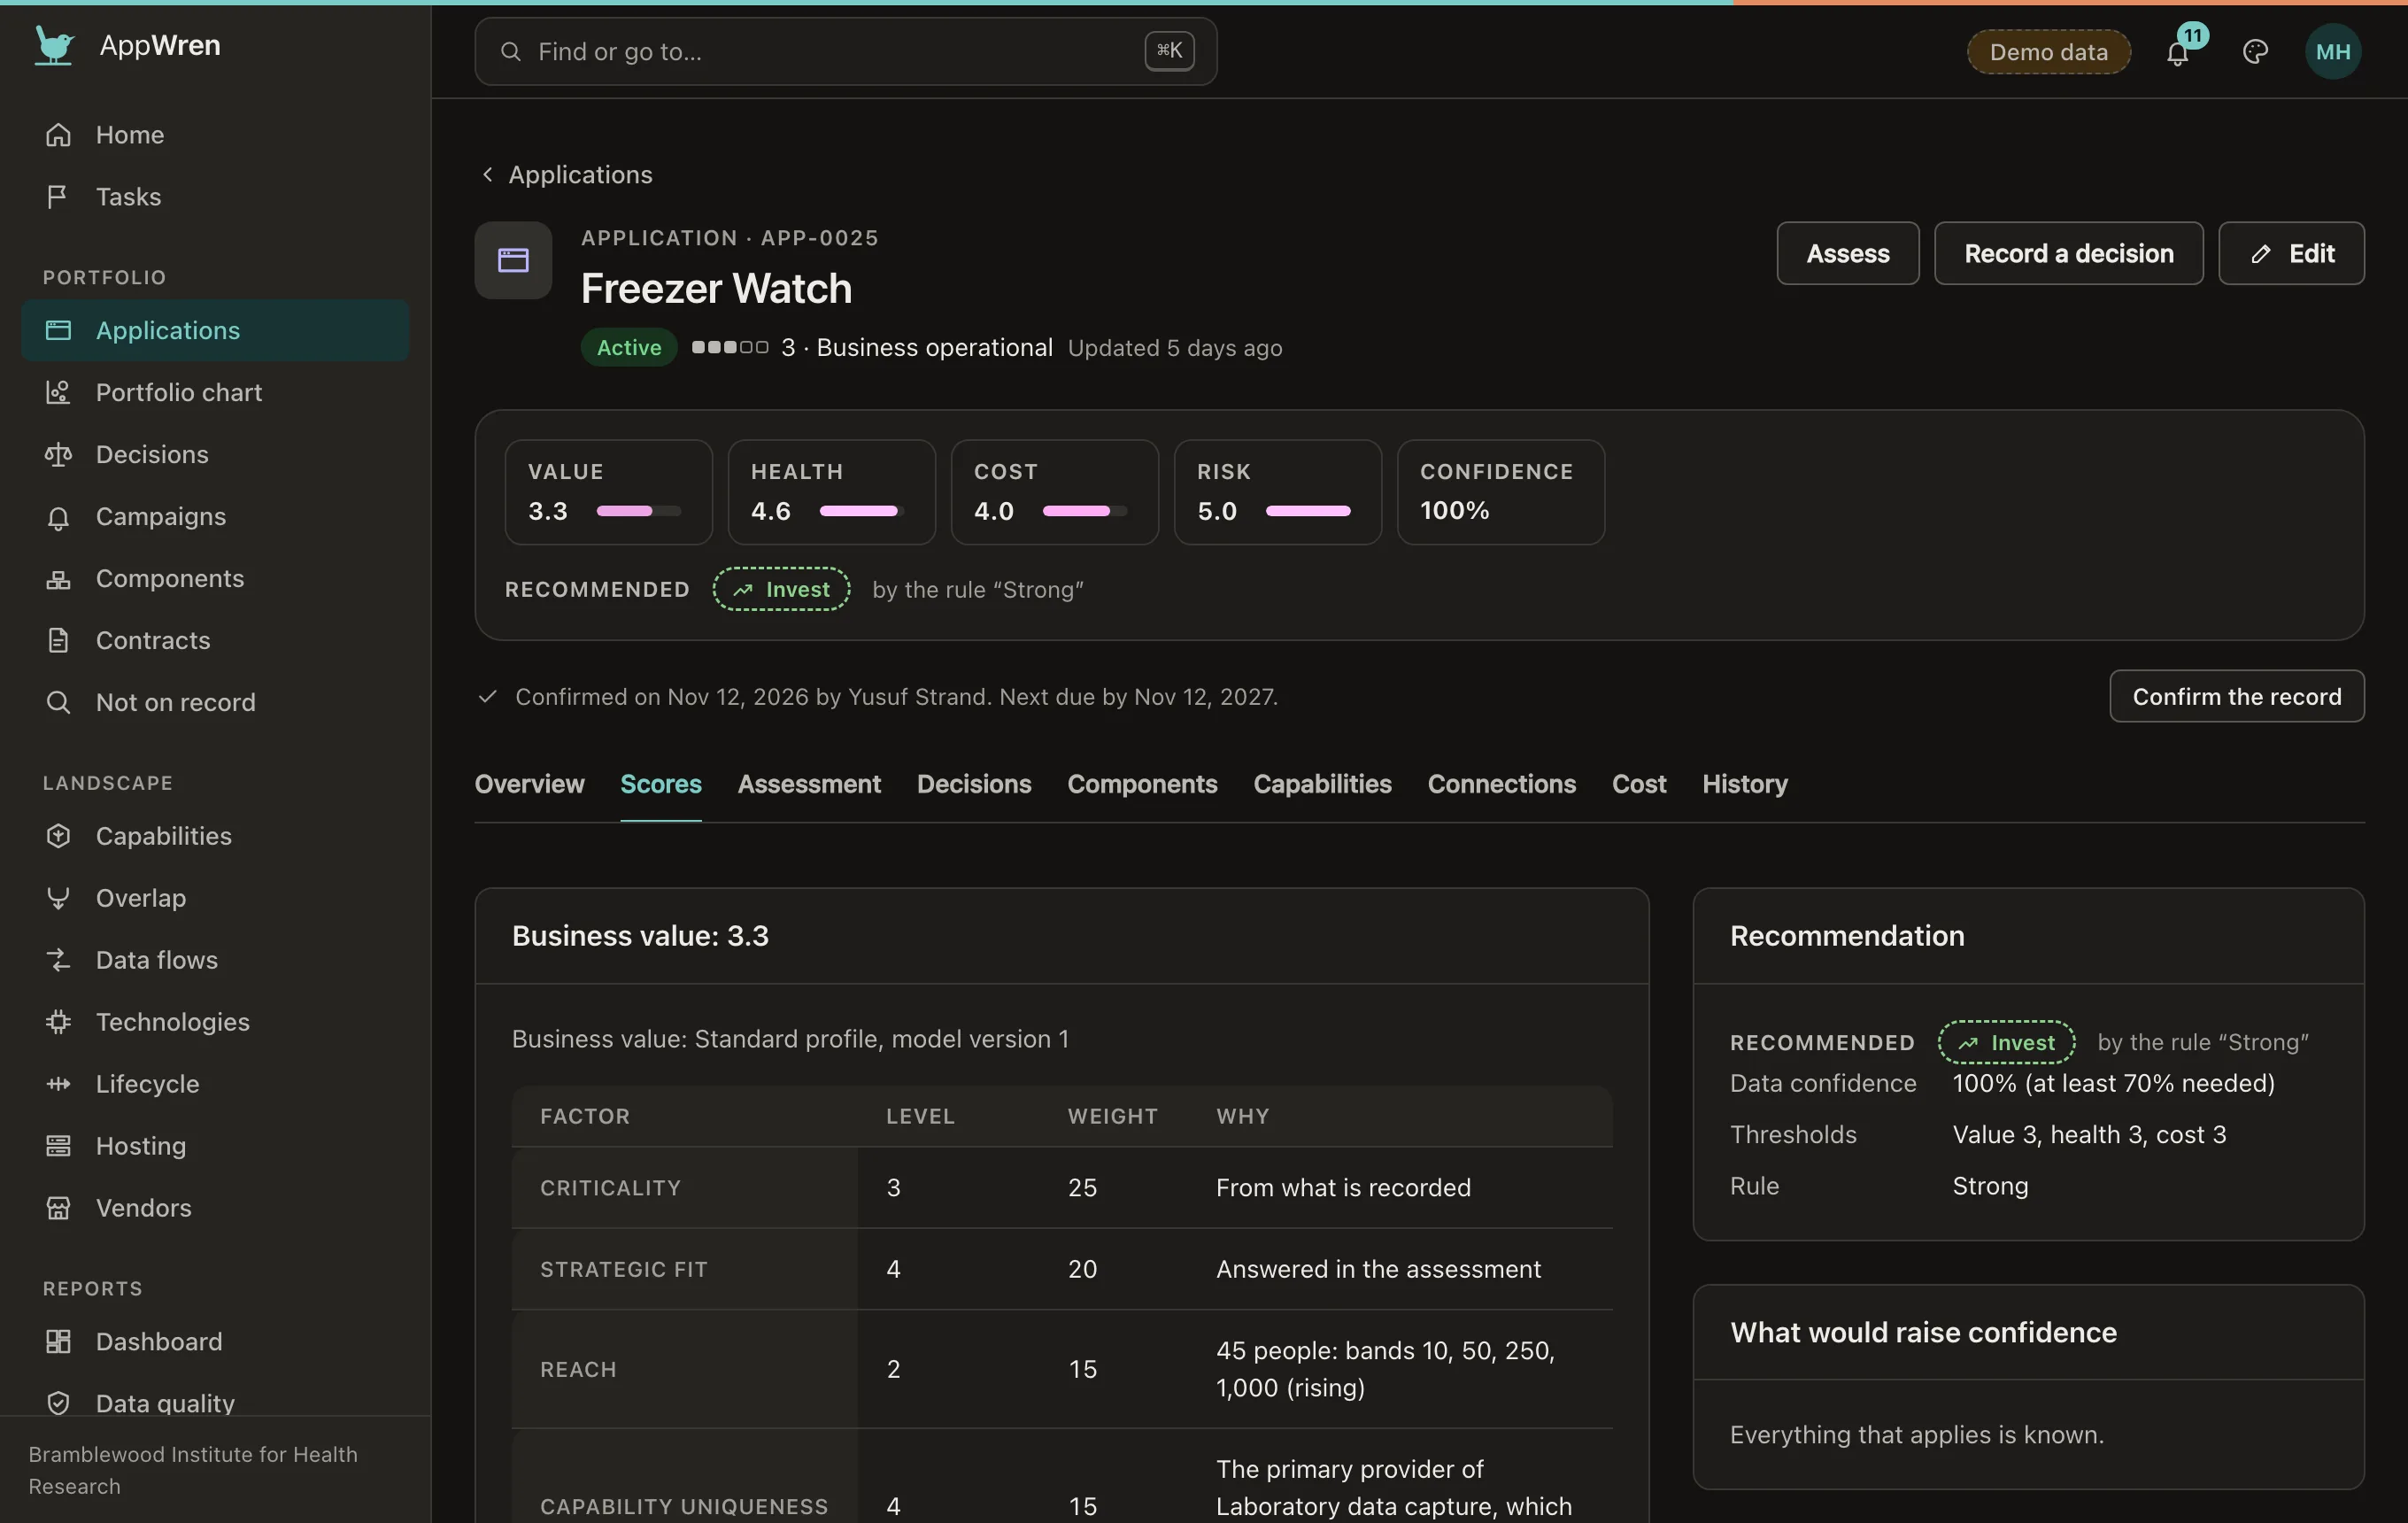 AppWren
Find or go to...
⌘K
Demo data
11
MH
Home
Tasks
PORTFOLIO
Applications
Portfolio chart
Decisions
Campaigns
Components
Contracts
Not on record
LANDSCAPE
Capabilities
Overlap
Data flows
Technologies
Lifecycle
Hosting
Vendors
REPORTS
Dashboard
Data quality
Bramblewood Institute for Health
Research
Applications
APPLICATION · APP-0025
Freezer Watch
Active 3 · Business operational Updated 5 days ago
Assess
Record a decision
Edit
VALUE
3.3
HEALTH
4.6
COST
4.0
RISK
5.0
CONFIDENCE
100%
RECOMMENDED Invest by the rule “Strong”
Confirmed on Nov 12, 2026 by Yusuf Strand. Next due by Nov 12, 2027.
Confirm the record
Overview Scores Assessment Decisions Components Capabilities Connections Cost History
Business value: 3.3
Business value: Standard profile, model version 1
FACTOR LEVEL WEIGHT WHY
CRITICALITY 3 25 From what is recorded
STRATEGIC FIT 4 20 Answered in the assessment
REACH 2 15 45 people: bands 10, 50, 250,
1,000 (rising)
CAPABILITY UNIQUENESS 4 15 The primary provider of
Laboratory data capture, which
Recommendation
RECOMMENDED Invest by the rule “Strong”
Data confidence 100% (at least 70% needed)
Thresholds Value 3, health 3, cost 3
Rule Strong
What would raise confidence
Everything that applies is known.